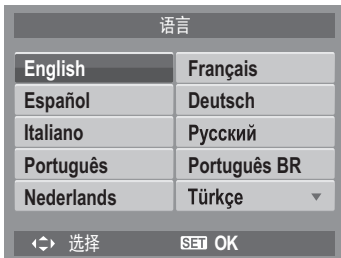 语言
English Français
Español Deutsch
Italiano Русский
Português Português BR
Nederlands Türkçe
选择 SET OK